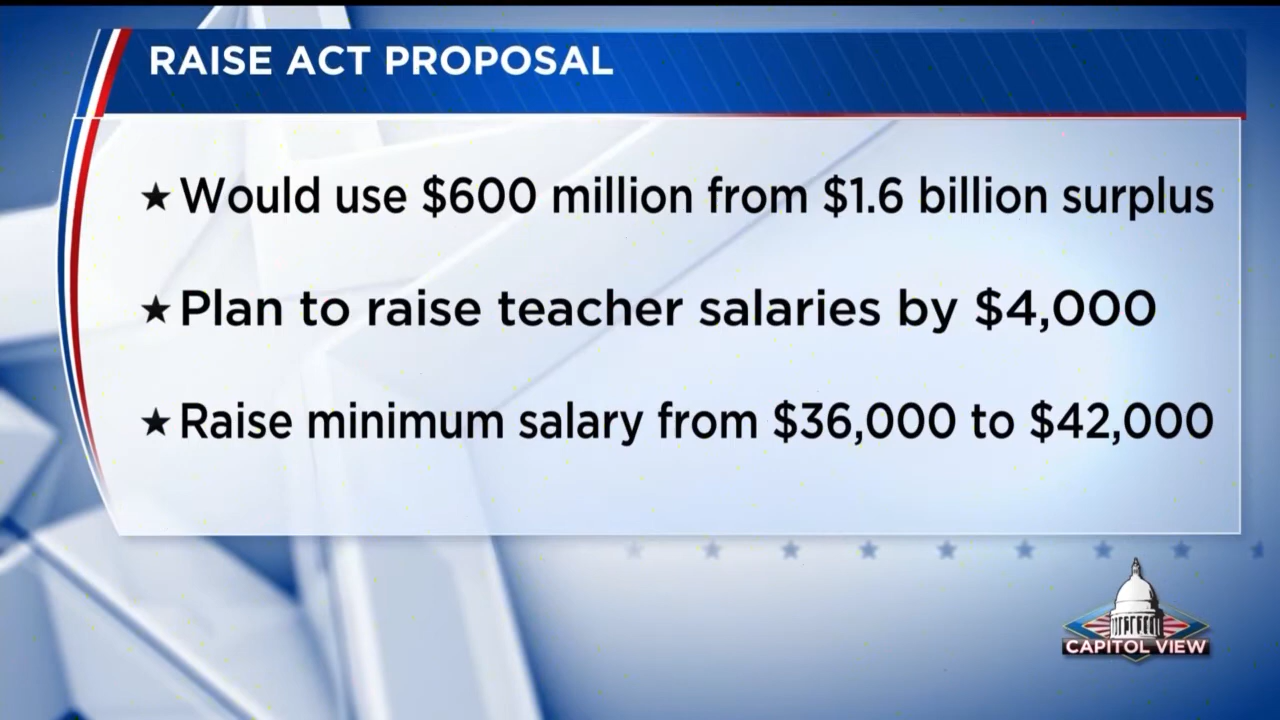 RAISE ACT PROPOSAL
★ Would use $600 million from $1.6 billion surplus
★ Plan to raise teacher salaries by $4,000
★ Raise minimum salary from $36,000 to $42,000
CAPITOL VIEW